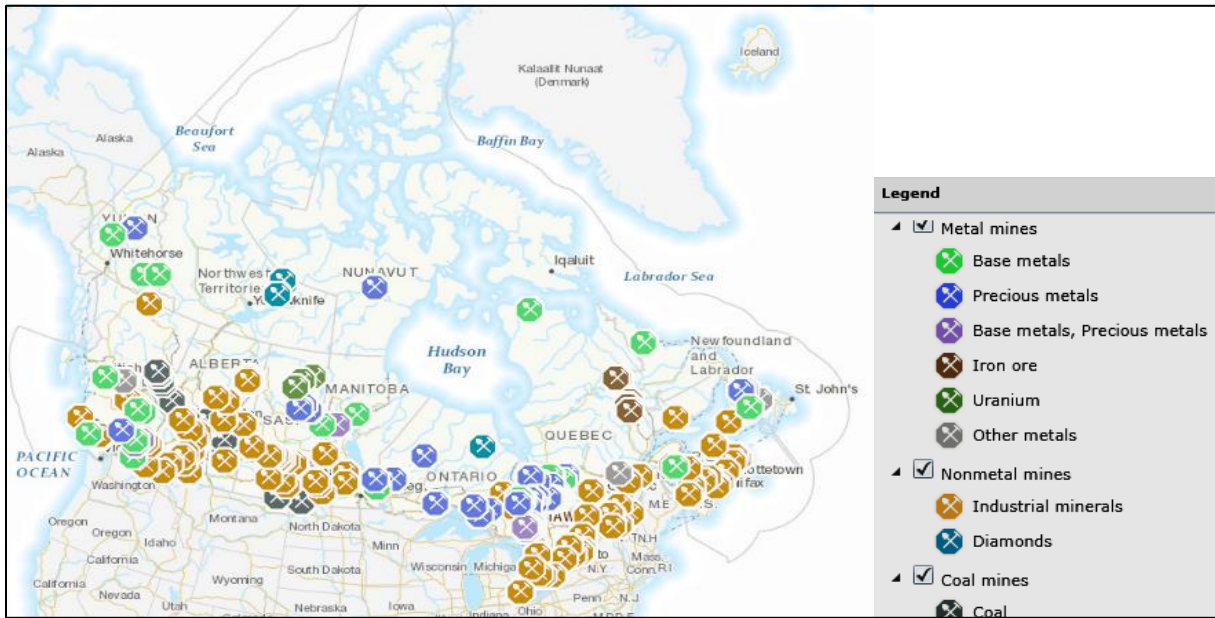 Iceland
Kalaallit Nunaat
(Denmark)
Beaufort
Sea
Alaska
Alaska
Baffin Bay
Whitehorse
Iqaluit
Northwest
Territorie
NUNAVUT
Labrador Sea
Hudson
Bay
Newfoundland
and
Labrador
ALBERTA
MANITOBA
St. John's
QUEBEC
PACIFIC
OCEAN
ONTARIO
Washington
Montana
North Dakota
Oregon
Oregon
Idaho
Minn
South Dakota
Wisconsin
Michiga
N.Y.
Mass
Conn.
R.I
California
California
Wyoming
Nevada
Utah
Nebraska
Iowa
Indiana
Ohio
Penn
N.J
Legend
Metal mines
Base metals
Precious metals
Base metals, Precious metals
Iron ore
Uranium
Other metals
Nonmetal mines
Industrial minerals
Diamonds
Coal mines
Coal